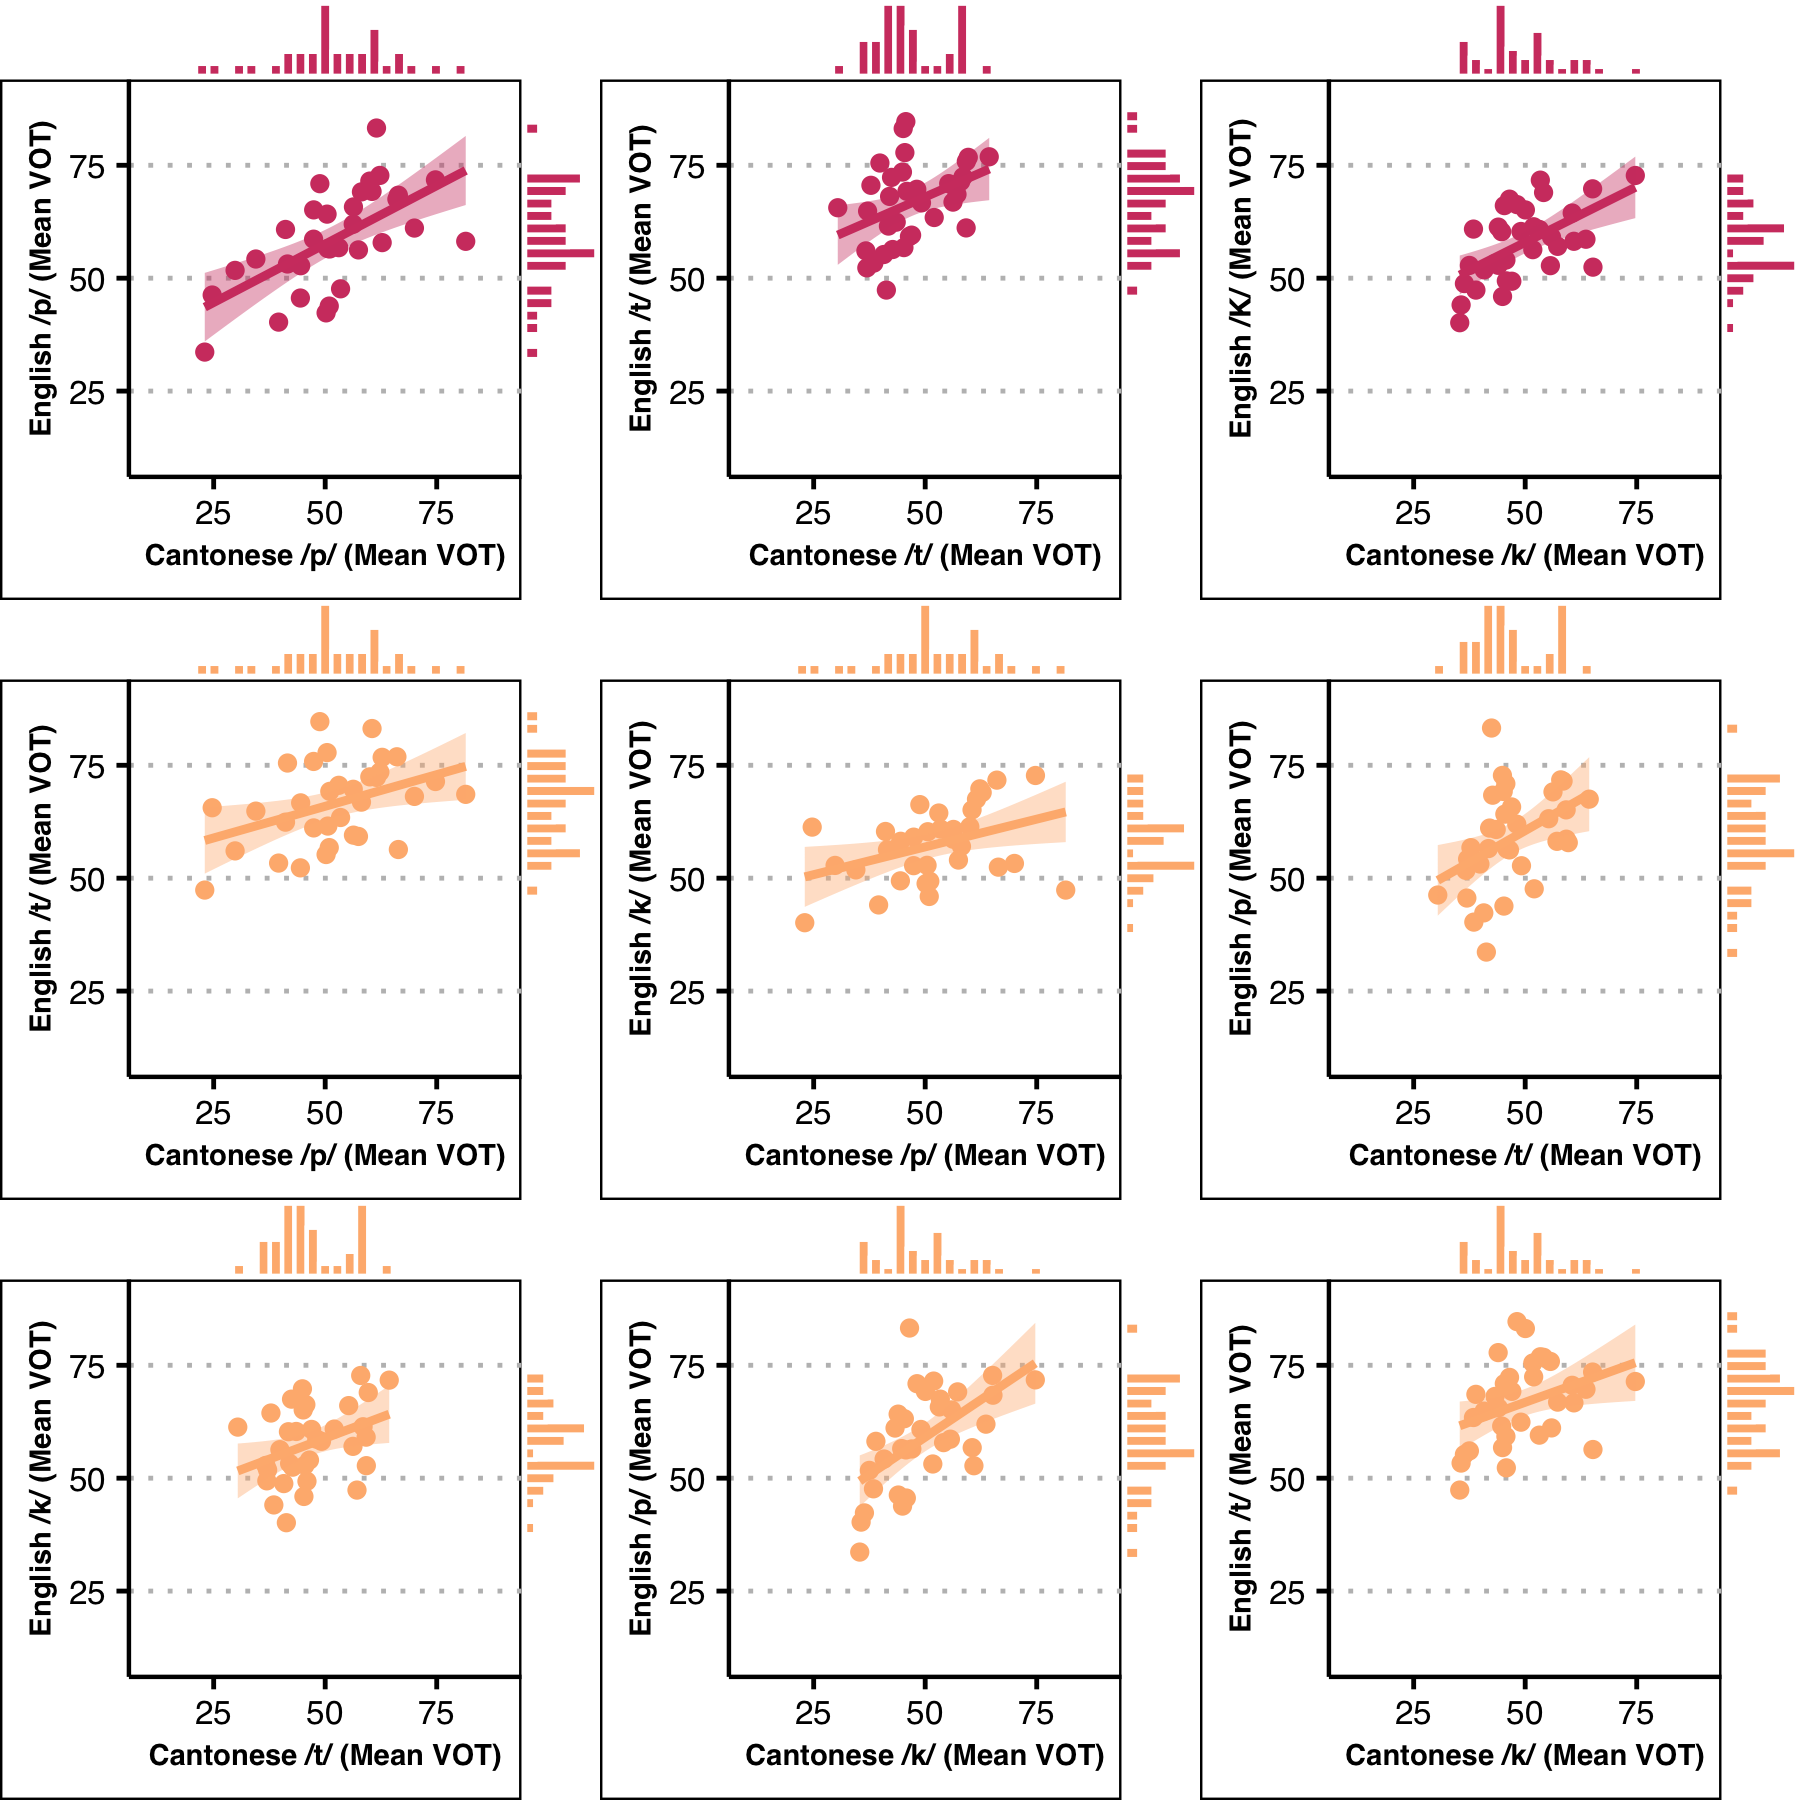 English /p/ (Mean VOT)
75
50
25
25 50 75
Cantonese /p/ (Mean VOT)
English /t/ (Mean VOT)
75
50
25
25 50 75
Cantonese /t/ (Mean VOT)
English /K/ (Mean VOT)
75
50
25
25 50 75
Cantonese /k/ (Mean VOT)
English /t/ (Mean VOT)
75
50
25
25 50 75
Cantonese /p/ (Mean VOT)
English /k/ (Mean VOT)
75
50
25
25 50 75
Cantonese /p/ (Mean VOT)
English /p/ (Mean VOT)
75
50
25
25 50 75
Cantonese /t/ (Mean VOT)
English /k/ (Mean VOT)
75
50
25
25 50 75
Cantonese /t/ (Mean VOT)
English /p/ (Mean VOT)
75
50
25
25 50 75
Cantonese /k/ (Mean VOT)
English /t/ (Mean VOT)
75
50
25
25 50 75
Cantonese /k/ (Mean VOT)